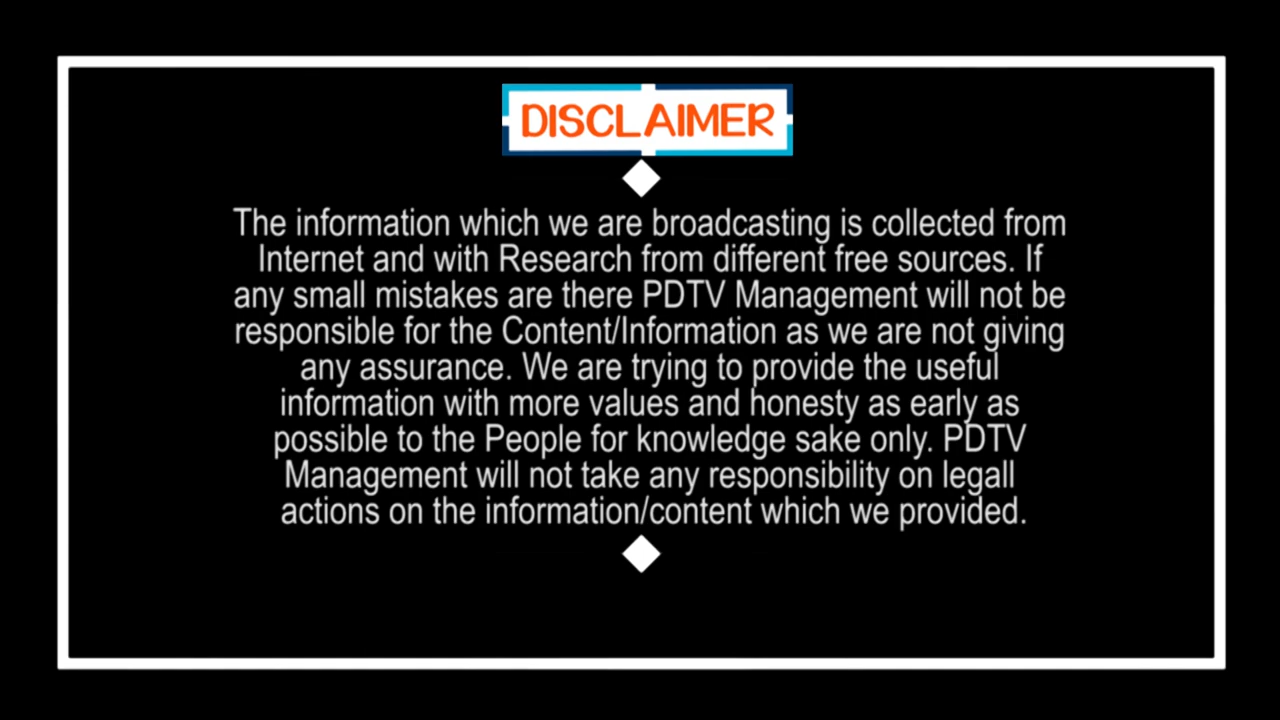 DISCLAIMER
The information which we are broadcasting is collected from
Internet and with Research from different free sources. If
any small mistakes are there PDTV Management will not be
responsible for the Content/Information as we are not giving
any assurance. We are trying to provide the useful
information with more values and honesty as early as
possible to the People for knowledge sake only. PDTV
Management will not take any responsibility on legall
actions on the information/content which we provided.